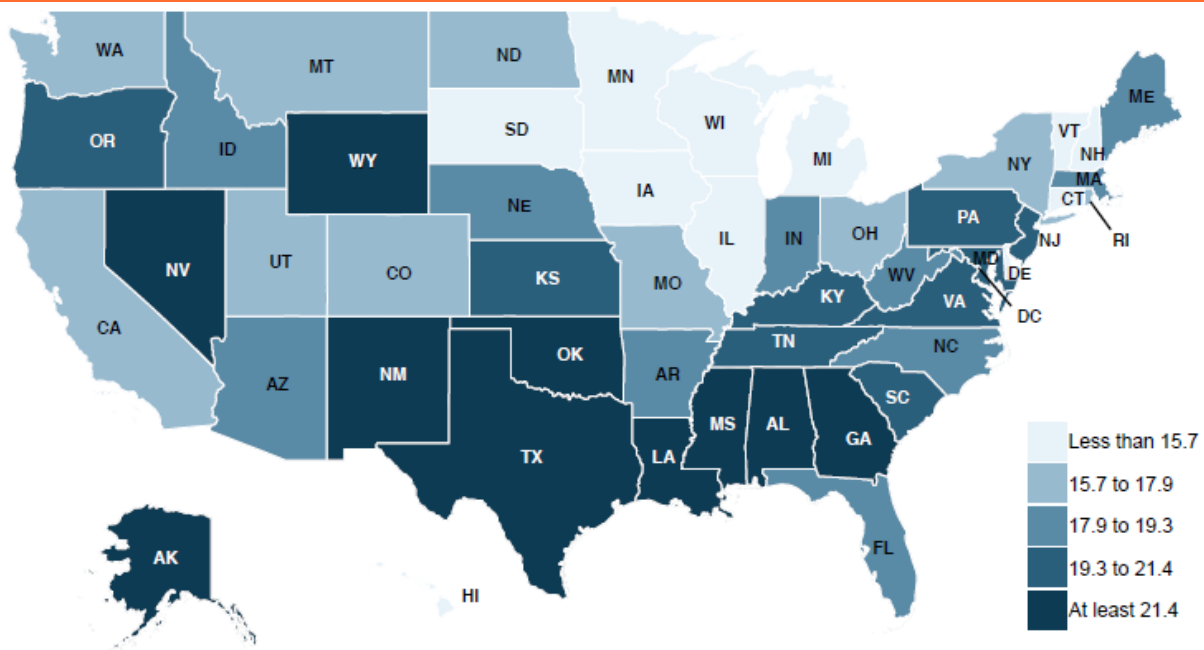 WA
MT
ND
MN
ME
OR
ID
WY
SD
WI
MI
VT
NH
NY
MA
CT
RI
NV
UT
CO
NE
IA
IL
IN
OH
PA
NJ
CA
KS
MO
KY
WV
MD
DE
VA
DC
AZ
NM
OK
AR
TN
NC
TX
LA
MS
AL
GA
SC
FL
AK
HI
Less than 15.7
15.7 to 17.9
17.9 to 19.3
19.3 to 21.4
At least 21.4